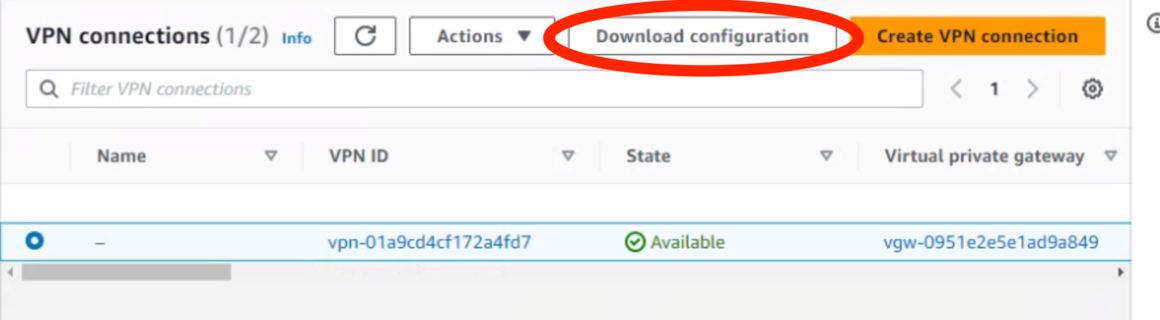 VPN connections (1/2) Info Actions Download configuration Create VPN connection
Filter VPN connections 1
Name VPN ID State Virtual private gateway
– vpn-01a9cd4cf172a4fd7 Available vgw-0951e2e5e1ad9a849